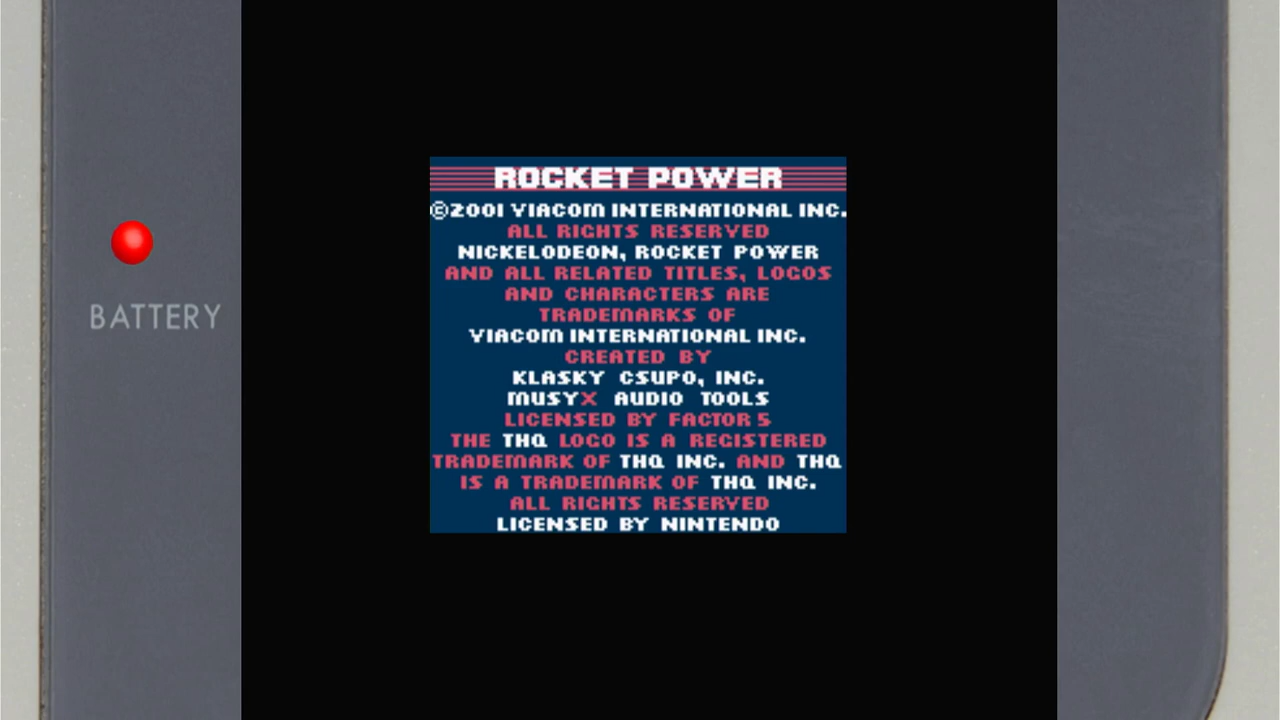 BATTERY
ROCKET POWER
©2001 VIACOM INTERNATIONAL INC.
ALL RIGHTS RESERVED
NICKELODEON, ROCKET POWER
AND ALL RELATED TITLES, LOGOS
AND CHARACTERS ARE
TRADEMARKS OF
VIACOM INTERNATIONAL INC.
CREATED BY
KLASKY CSUPO, INC.
MUSYX AUDIO TOOLS
LICENSED BY FACTOR 5
THE THQ LOGO IS A REGISTERED
TRADEMARK OF THQ INC. AND THQ
IS A TRADEMARK OF THQ INC.
ALL RIGHTS RESERVED
LICENSED BY NINTENDO